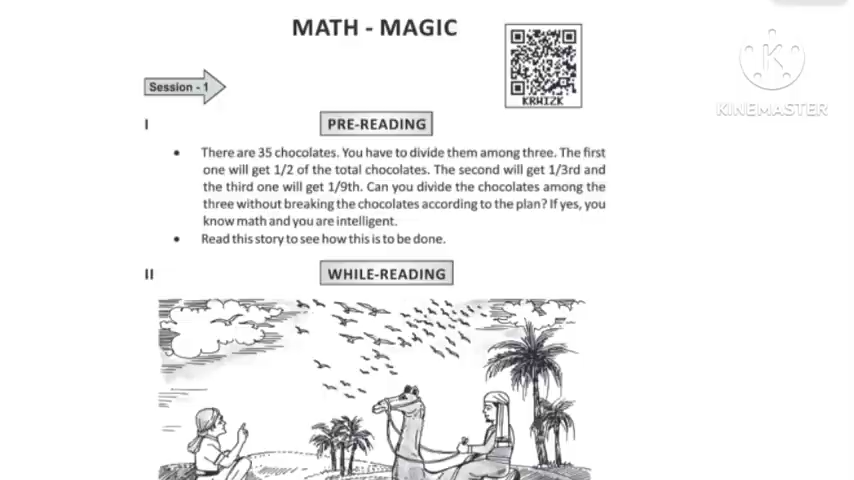 MATH - MAGIC
KRWIZK
KINEMASTER
Session - 1
I
PRE-READING
• There are 35 chocolates. You have to divide them among three. The first
one will get 1/2 of the total chocolates. The second will get 1/3rd and
the third one will get 1/9th. Can you divide the chocolates among the
three without breaking the chocolates according to the plan? If yes, you
know math and you are intelligent.
• Read this story to see how this is to be done.
II
WHILE-READING